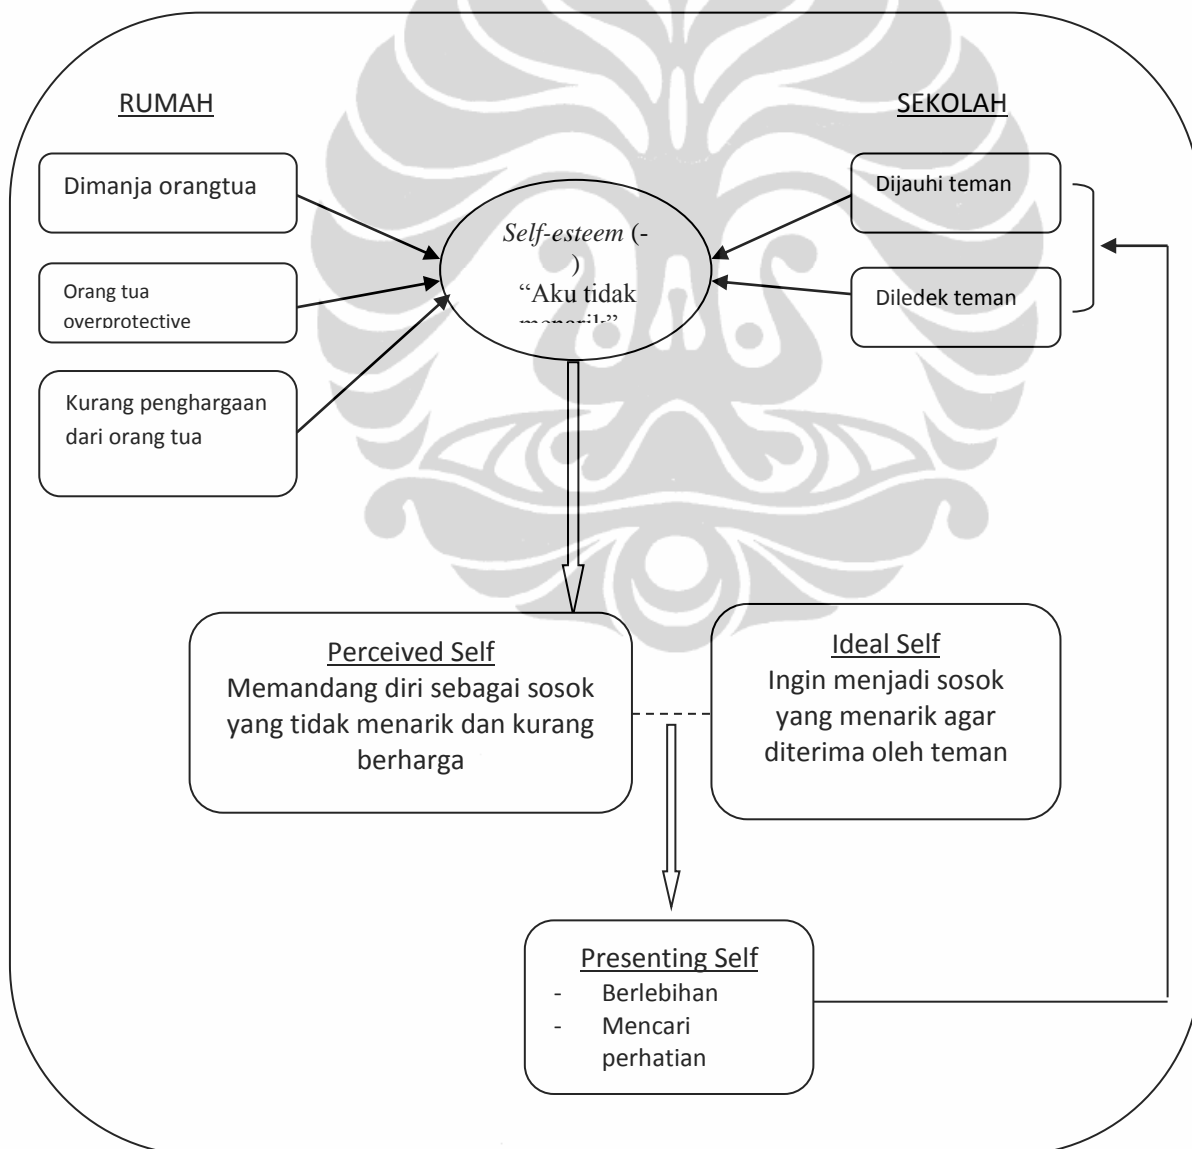 RUMAH
SEKOLAH
Dimanja orangtua
Orang tua
overprotective
Kurang penghargaan
dari orang tua
Self-esteem (-
)
“Aku tidak
menarik”
Dijauhi teman
Diledek teman
Perceived Self
Memandang diri sebagai sosok
yang tidak menarik dan kurang
berharga
Ideal Self
Ingin menjadi sosok
yang menarik agar
diterima oleh teman
Presenting Self
- Berlebihan
- Mencari
perhatian